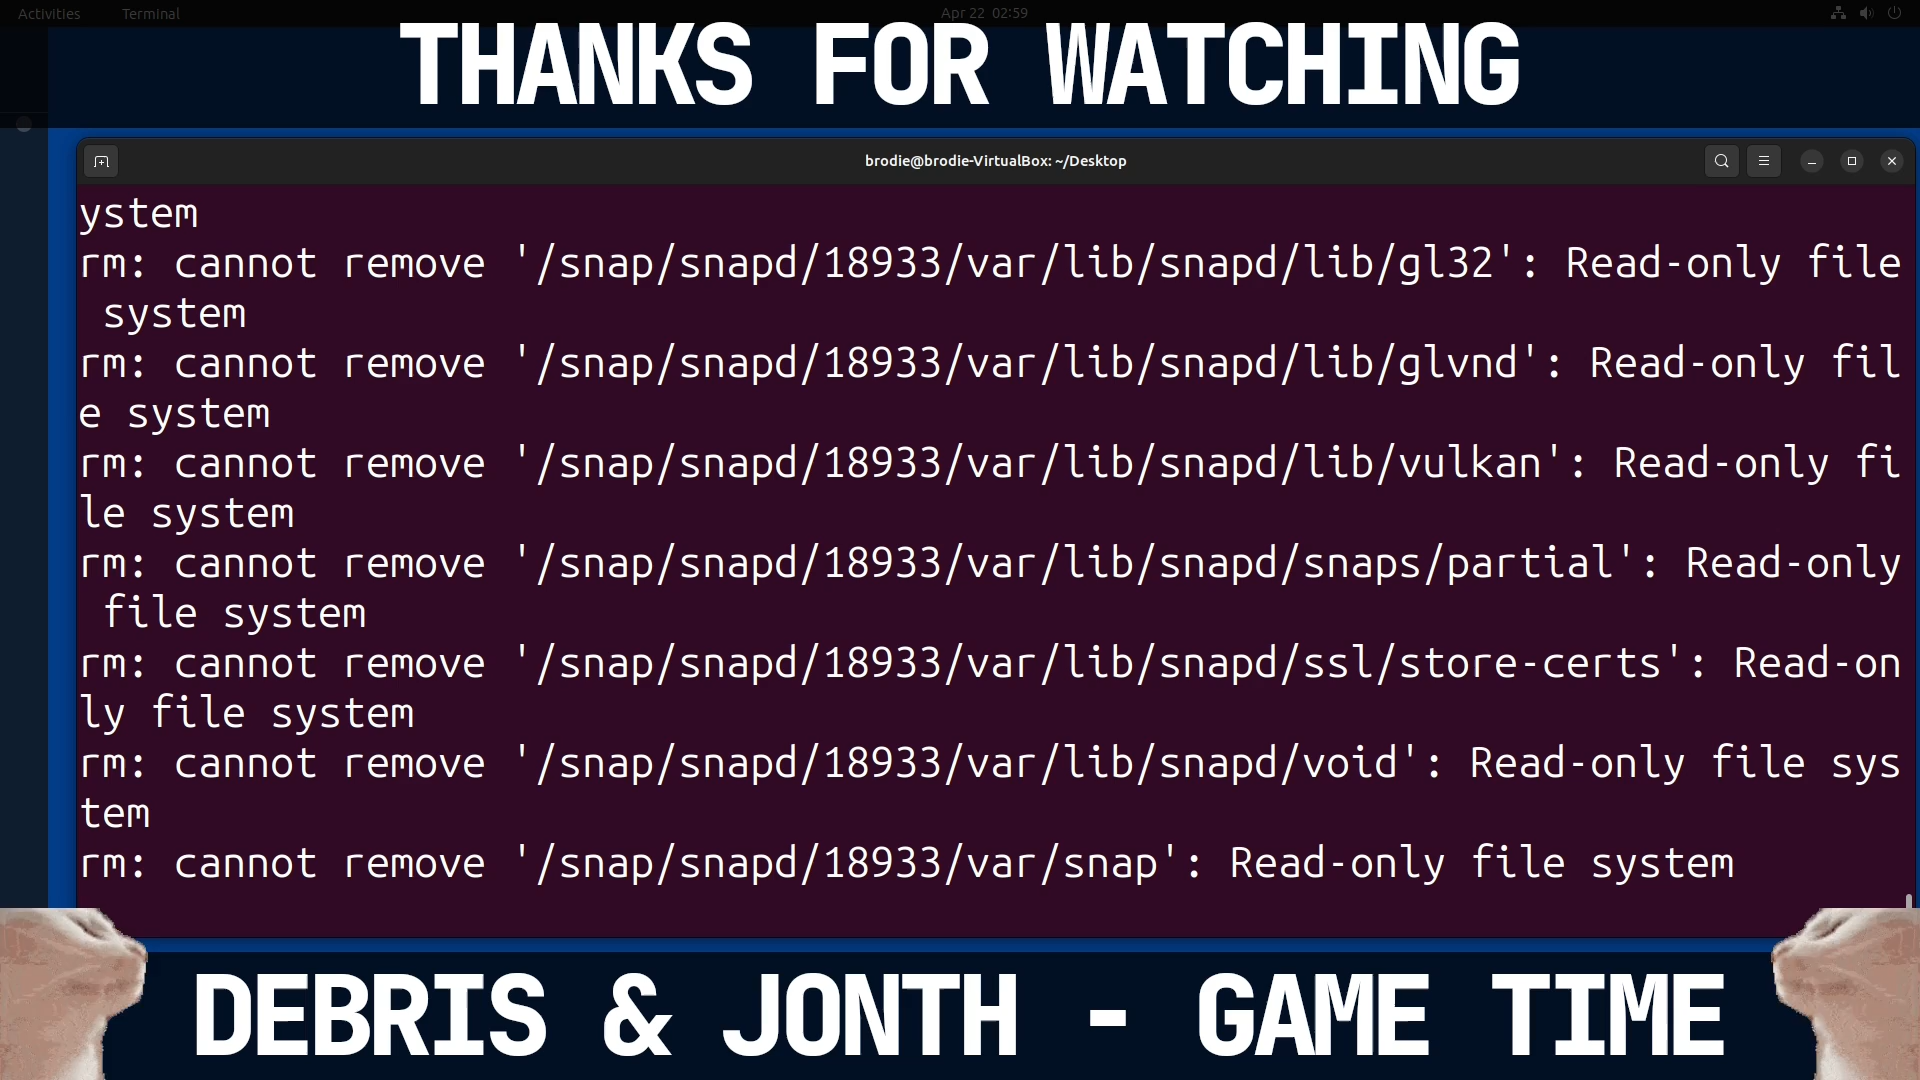 Activities Terminal Apr 22 02:59
THANKS FOR WATCHING
brodie@brodie-VirtualBox: ~/Desktop
ystem
rm: cannot remove '/snap/snapd/18933/var/lib/snapd/lib/gl32': Read-only file
 system
rm: cannot remove '/snap/snapd/18933/var/lib/snapd/lib/glvnd': Read-only fil
e system
rm: cannot remove '/snap/snapd/18933/var/lib/snapd/lib/vulkan': Read-only fi
le system
rm: cannot remove '/snap/snapd/18933/var/lib/snapd/snaps/partial': Read-only
 file system
rm: cannot remove '/snap/snapd/18933/var/lib/snapd/ssl/store-certs': Read-on
ly file system
rm: cannot remove '/snap/snapd/18933/var/lib/snapd/void': Read-only file sys
tem
rm: cannot remove '/snap/snapd/18933/var/snap': Read-only file system
DEBRIS & JONTH - GAME TIME